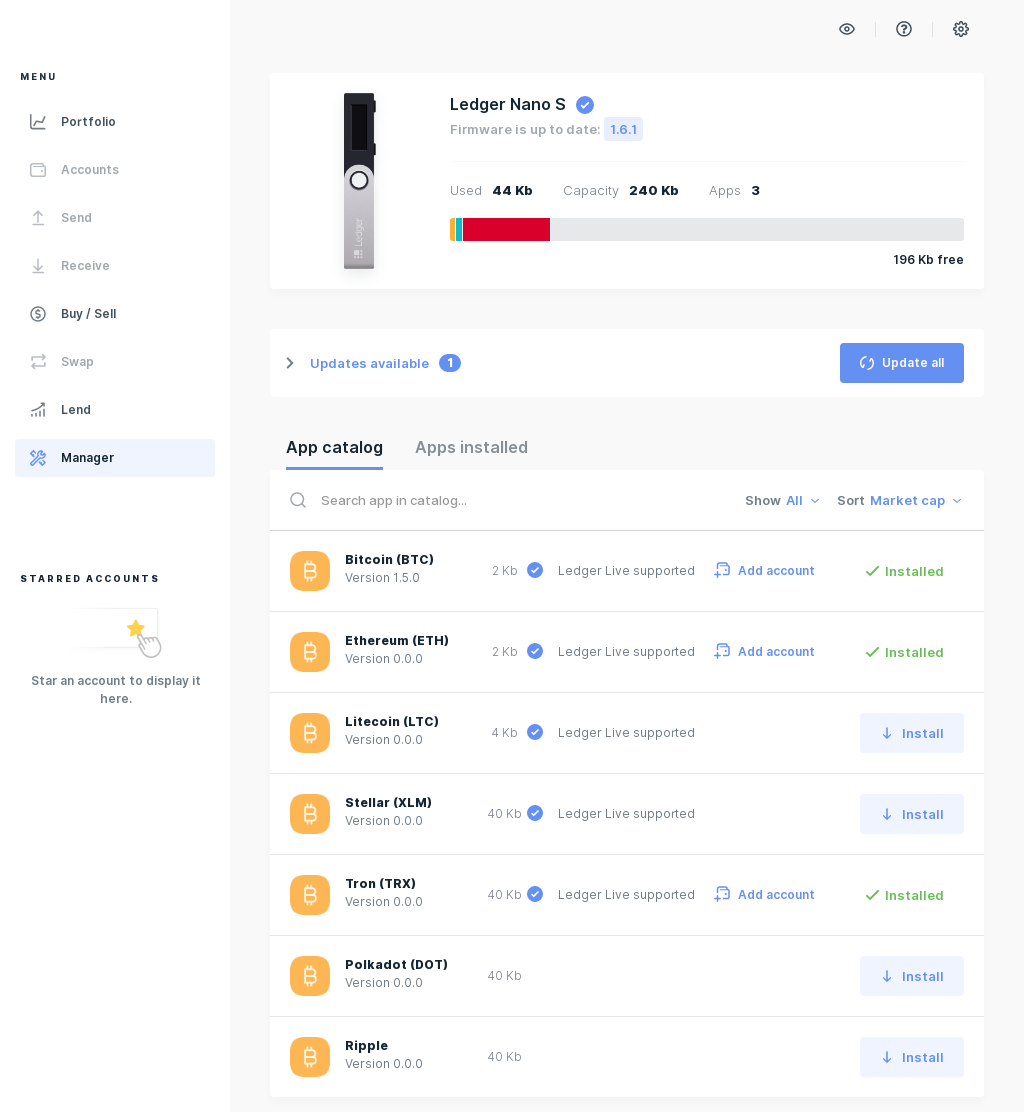 MENU
Portfolio
Accounts
Send
Receive
Buy / Sell
Swap
Lend
Manager
STARRED ACCOUNTS
Star an account to display it
here.
Ledger
Ledger Nano S
Firmware is up to date: 1.6.1
Used 44 Kb Capacity 240 Kb Apps 3
196 Kb free
Updates available 1
Update all
App catalog Apps installed
Search app in catalog... Show All Sort Market cap
Bitcoin (BTC)
Version 1.5.0
2 Kb Ledger Live supported Add account Installed
Ethereum (ETH)
Version 0.0.0
2 Kb Ledger Live supported Add account Installed
Litecoin (LTC)
Version 0.0.0
4 Kb Ledger Live supported Install
Stellar (XLM)
Version 0.0.0
40 Kb Ledger Live supported Install
Tron (TRX)
Version 0.0.0
40 Kb Ledger Live supported Add account Installed
Polkadot (DOT)
Version 0.0.0
40 Kb Install
Ripple
Version 0.0.0
40 Kb Install